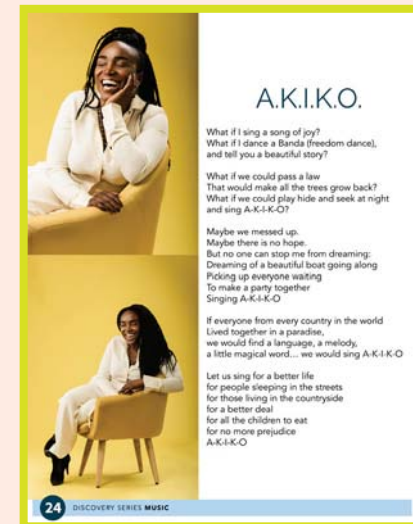 A.K.I.K.O.
What if I sing a song of joy?
What if I dance a Banda (freedom dance),
and tell you a beautiful story?
What if we could pass a law
That would make all the trees grow back?
What if we could play hide and seek at night
and sing A-K-I-K-O?
Maybe we messed up.
Maybe there is no hope.
But no one can stop me from dreaming:
Dreaming of a beautiful boat going along
Picking up everyone waiting
To make a party together
Singing A-K-I-K-O
If everyone from every country in the world
Lived together in a paradise,
we would find a language, a melody,
a little magical word... we would sing A-K-I-K-O
Let us sing for a better life
for people sleeping in the streets
for those living in the countryside
for a better deal
for all the children to eat
for no more prejudice
A-K-I-K-O
24 DISCOVERY SERIES MUSIC